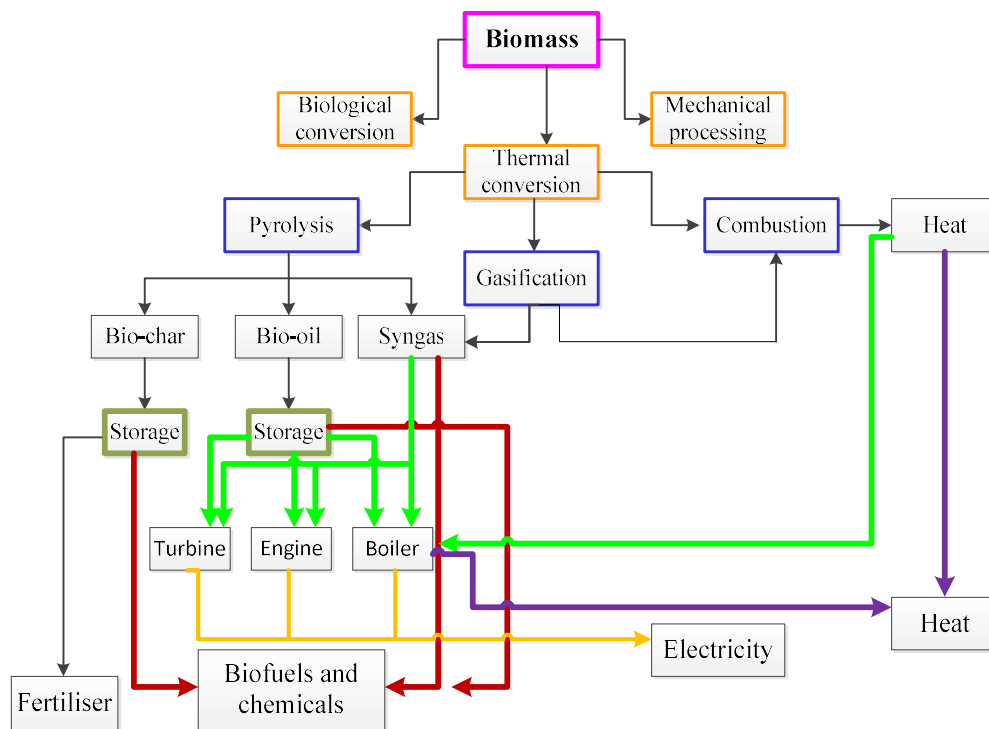 Biomass
Biological
conversion
Mechanical
processing
Thermal
conversion
Pyrolysis
Combustion
Heat
Gasification
Bio-char
Bio-oil
Syngas
Storage
Storage
Turbine
Engine
Boiler
Heat
Electricity
Biofuels and
chemicals
Fertiliser